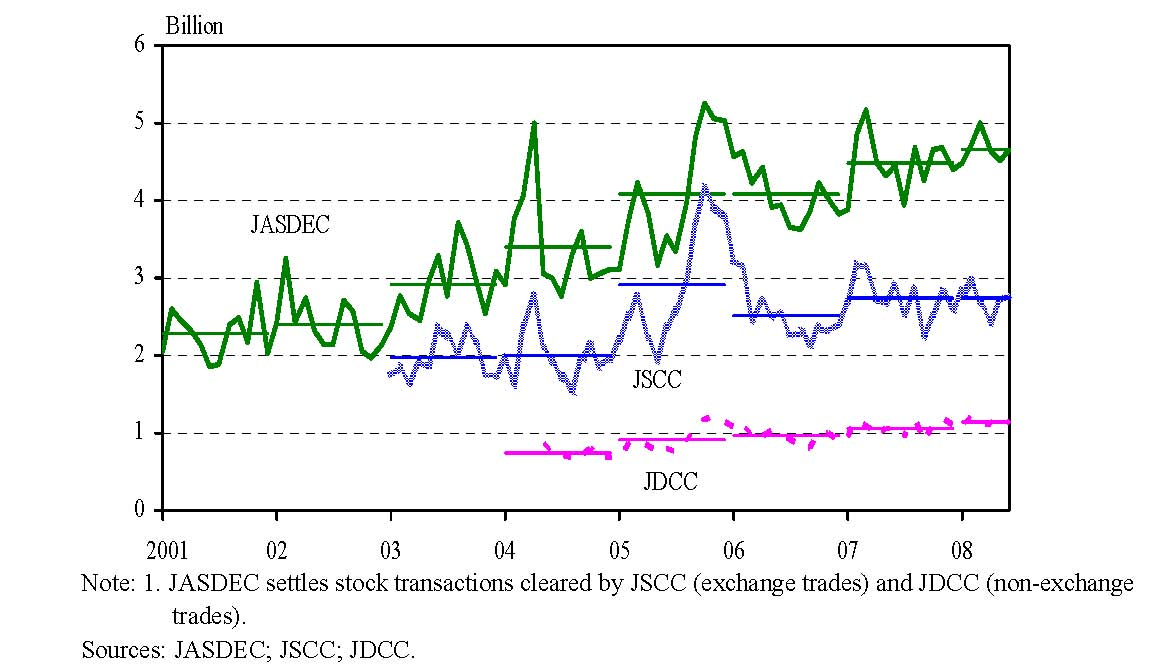 Billion
6
5
4
JASDEC
3
2
JSCC
1
JDCC
0
2001 02 03 04 05 06 07 08
Note: 1. JASDEC settles stock transactions cleared by JSCC (exchange trades) and JDCC (non-exchange
trades).
Sources: JASDEC; JSCC; JDCC.